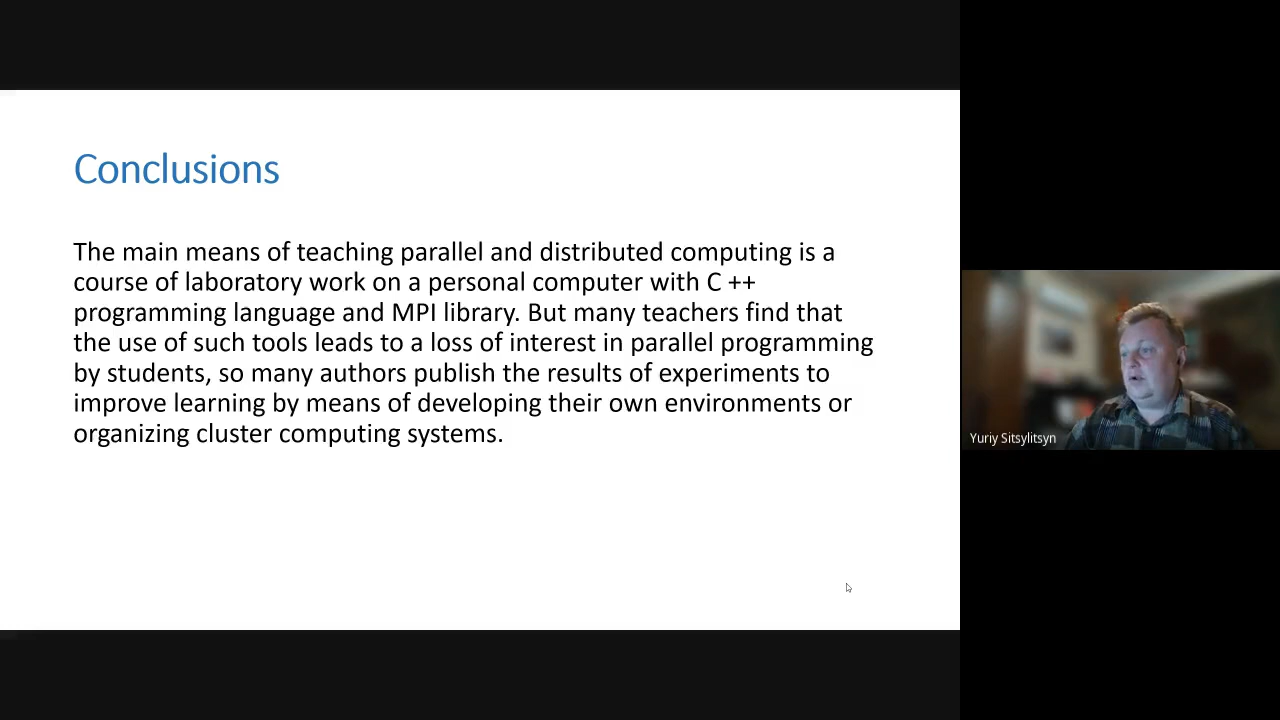 Conclusions
The main means of teaching parallel and distributed computing is a
course of laboratory work on a personal computer with C ++
programming language and MPI library. But many teachers find that
the use of such tools leads to a loss of interest in parallel programming
by students, so many authors publish the results of experiments to
improve learning by means of developing their own environments or
organizing cluster computing systems.
Yuriy Sitsylitsyn